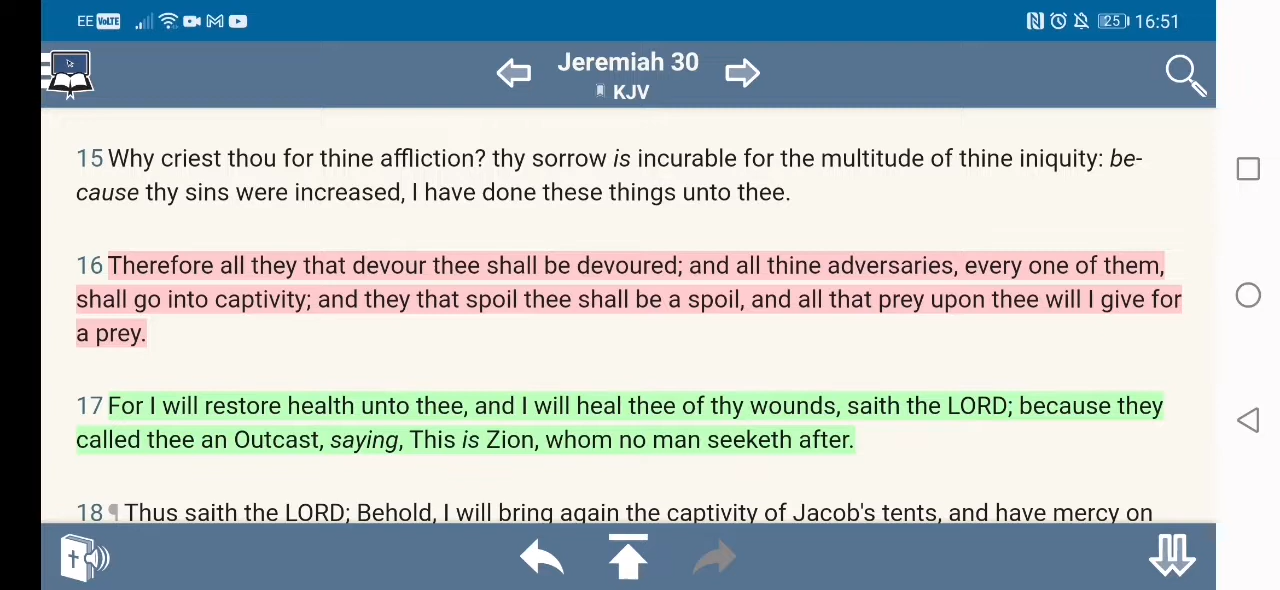 EE VoLTE 25 16:51
Jeremiah 30
KJV
15 Why criest thou for thine affliction? thy sorrow is incurable for the multitude of thine iniquity: be-
cause thy sins were increased, I have done these things unto thee.
16 Therefore all they that devour thee shall be devoured; and all thine adversaries, every one of them,
shall go into captivity; and they that spoil thee shall be a spoil, and all that prey upon thee will I give for
a prey.
17 For I will restore health unto thee, and I will heal thee of thy wounds, saith the LORD; because they
called thee an Outcast, saying, This is Zion, whom no man seeketh after.
18 ¶ Thus saith the LORD; Behold, I will bring again the captivity of Jacob's tents, and have mercy on